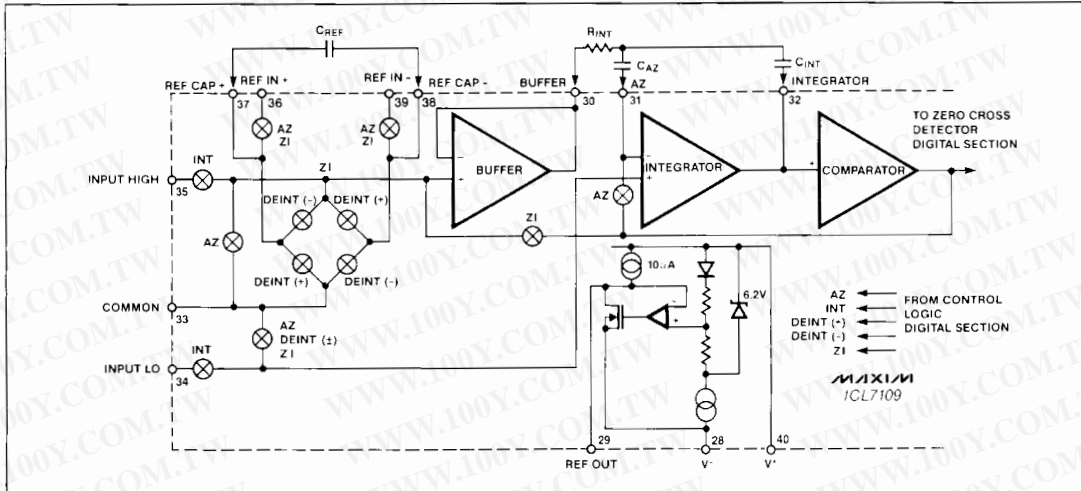 CREF
RINT
CAZ
CINT
REF CAP +
REF IN +
REF IN -
REF CAP -
BUFFER
AZ
INTEGRATOR
37
36
39
38
30
31
32
AZ
ZI
AZ
ZI
TO ZERO CROSS
DETECTOR
DIGITAL SECTION
INT
ZI
-
+
BUFFER
-
+
INTEGRATOR
+
COMPARATOR
INPUT HIGH
35
DEINT (-)
DEINT (+)
AZ
AZ
ZI
DEINT (+)
DEINT (-)
10µA
6.2V
COMMON
33
AZ
DEINT (±)
ZI
-
+
INT
INPUT LO
34
AZ
INT
DEINT (+)
DEINT (-)
ZI
FROM CONTROL
LOGIC
DIGITAL SECTION
MAXIM
ICL7109
29
28
40
REF OUT
V-
V+
WWW.100Y.COM.TW